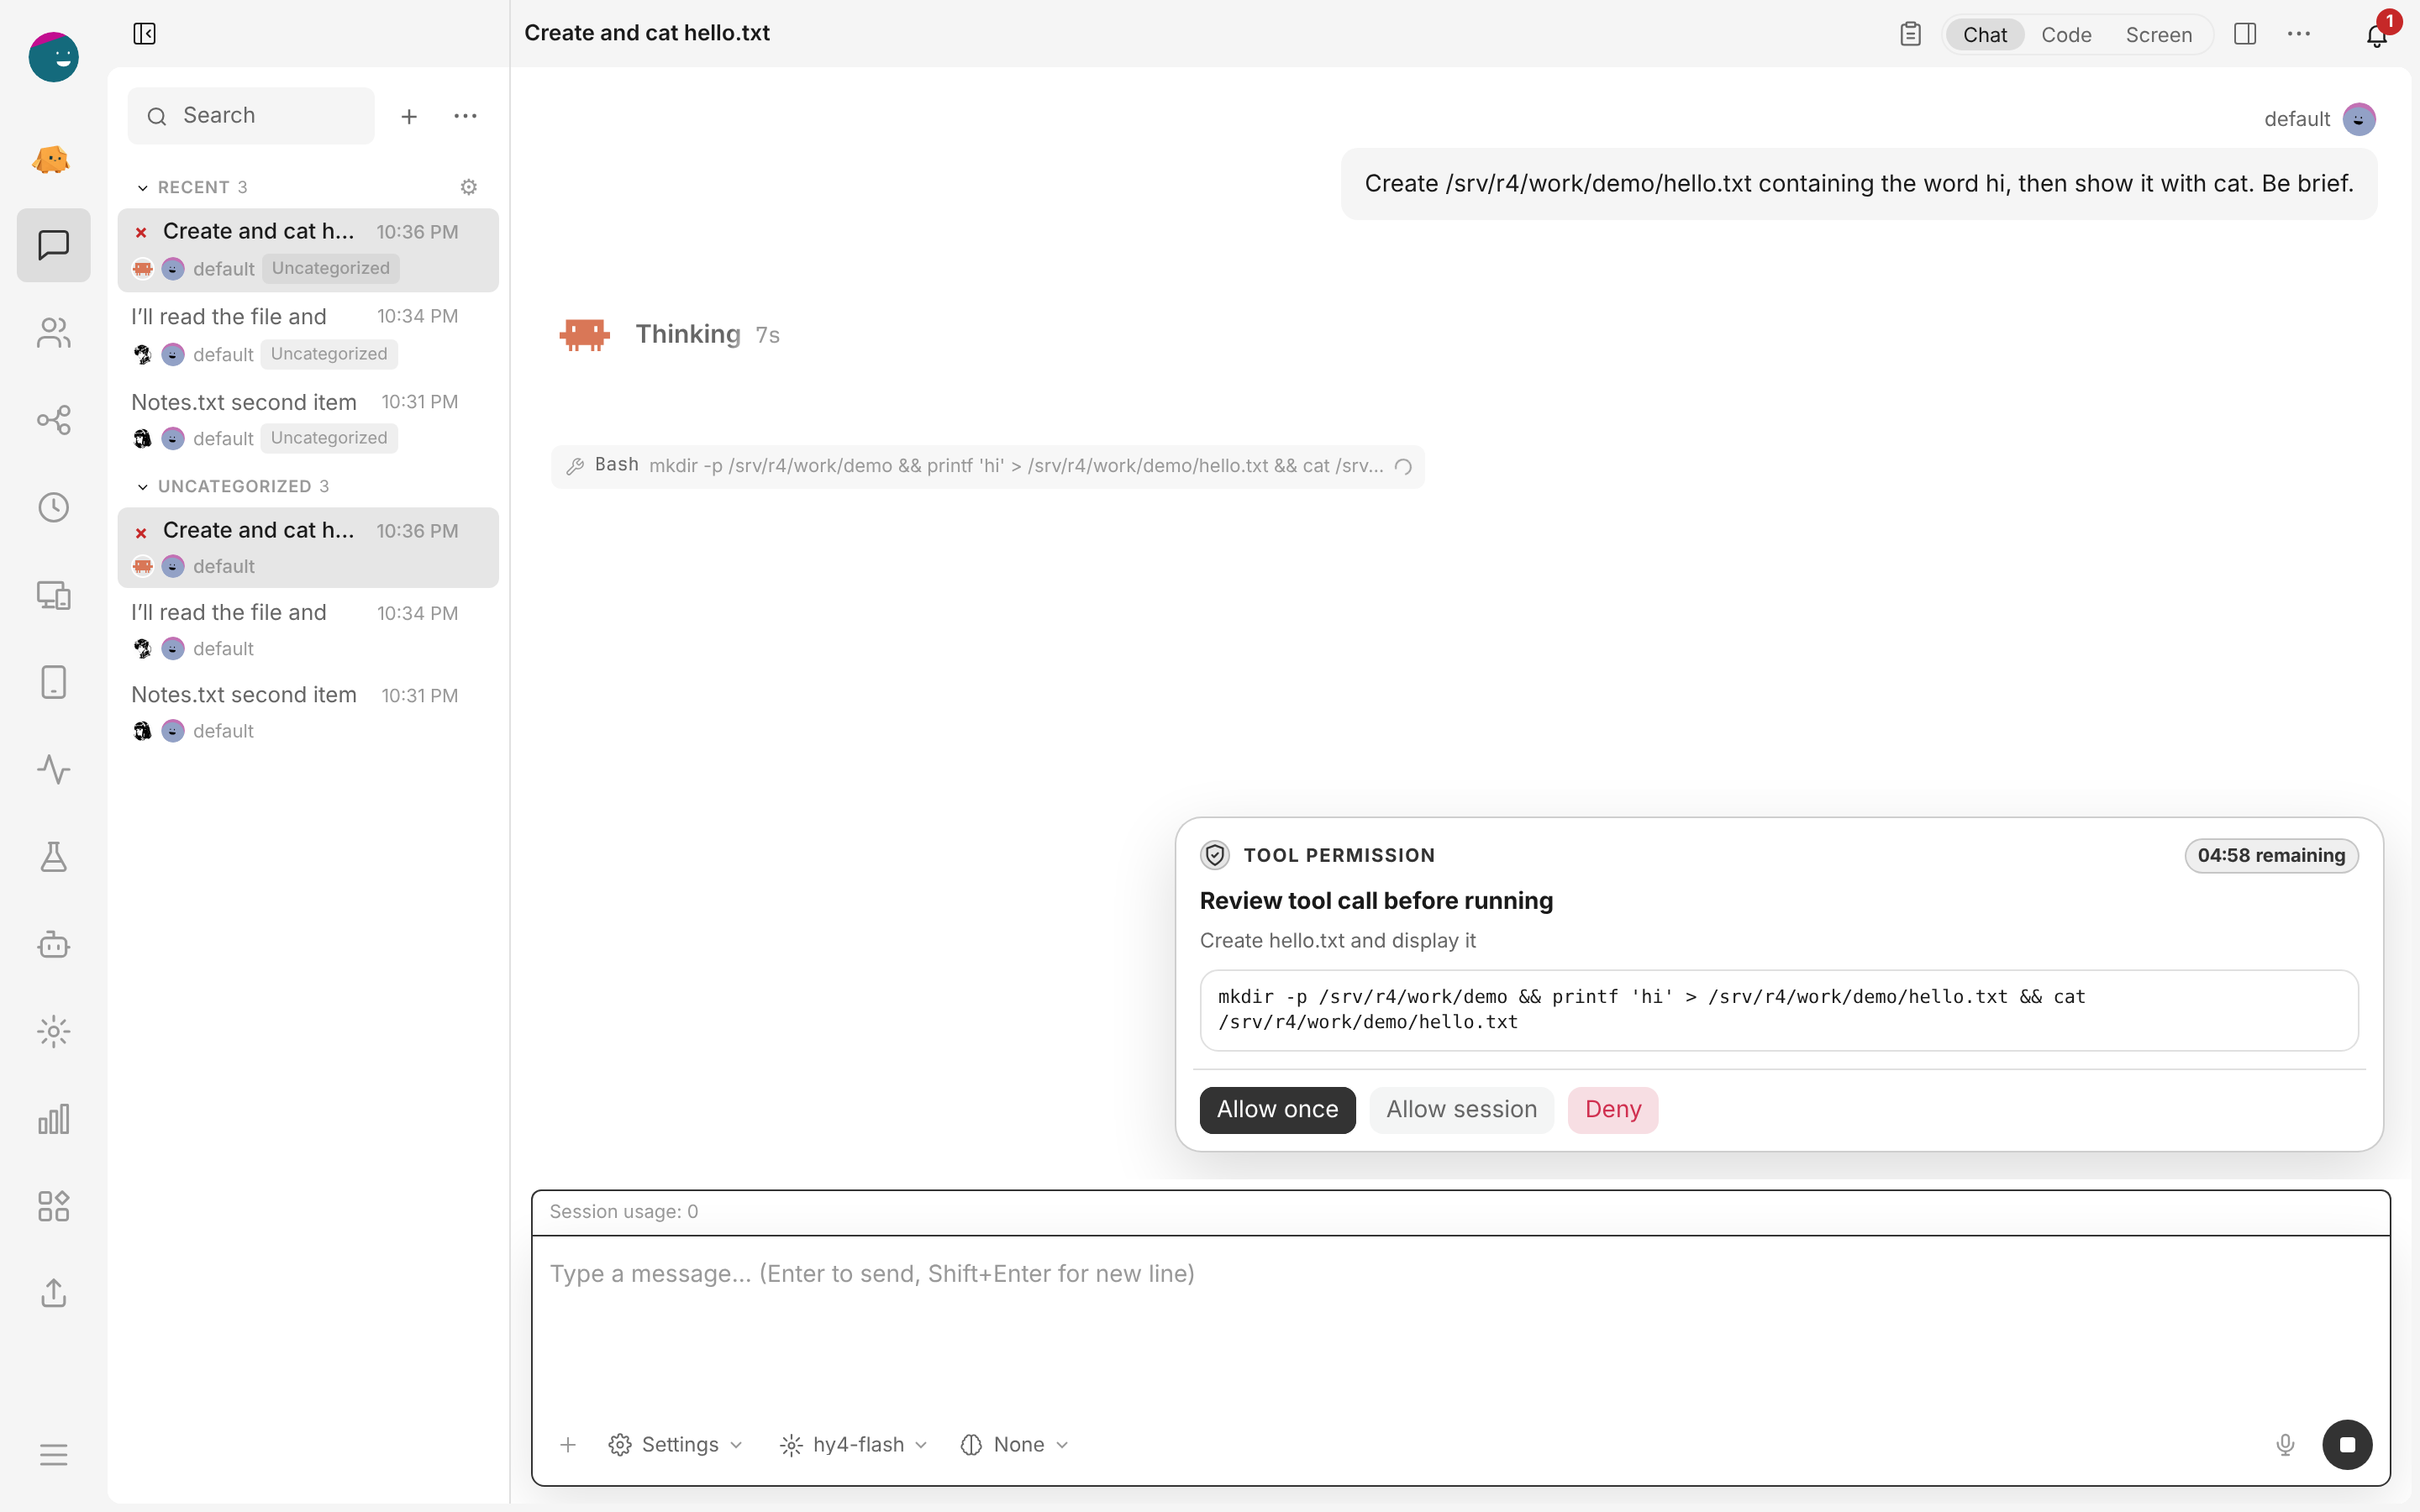 Create and cat hello.txt
Chat
Code
Screen
1
Search
RECENT 3
Create and cat h...
10:36 PM
default
Uncategorized
I'll read the file and
10:34 PM
default
Uncategorized
Notes.txt second item
10:31 PM
default
Uncategorized
UNCATEGORIZED 3
Create and cat h...
10:36 PM
default
I'll read the file and
10:34 PM
default
Notes.txt second item
10:31 PM
default
default
Create /srv/r4/work/demo/hello.txt containing the word hi, then show it with cat. Be brief.
Thinking 7s
Bash mkdir -p /srv/r4/work/demo && printf 'hi' > /srv/r4/work/demo/hello.txt && cat /srv...
TOOL PERMISSION
04:58 remaining
Review tool call before running
Create hello.txt and display it
mkdir -p /srv/r4/work/demo && printf 'hi' > /srv/r4/work/demo/hello.txt && cat
/srv/r4/work/demo/hello.txt
Allow once
Allow session
Deny
Session usage: 0
Type a message... (Enter to send, Shift+Enter for new line)
Settings
hy4-flash
None